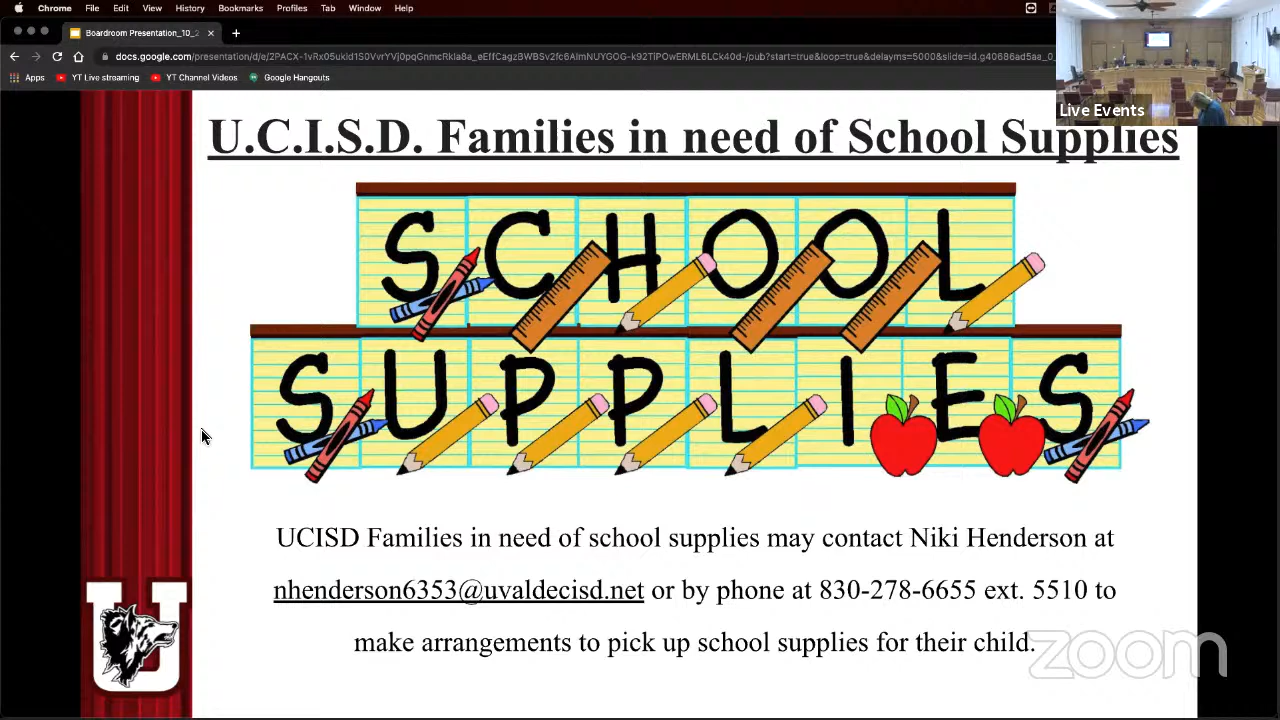 Chrome File Edit View History Bookmarks Profiles Tab Window Help
Boardroom Presentation_10_2
Apps YT Live streaming YT Channel Videos Google Hangouts
Live Events
U.C.I.S.D. Families in need of School Supplies
SCHOOL
SUPPLIES
UCISD Families in need of school supplies may contact Niki Henderson at
nhenderson6353@uvaldecisd.net or by phone at 830-278-6655 ext. 5510 to
make arrangements to pick up school supplies for their child.
U
zoom